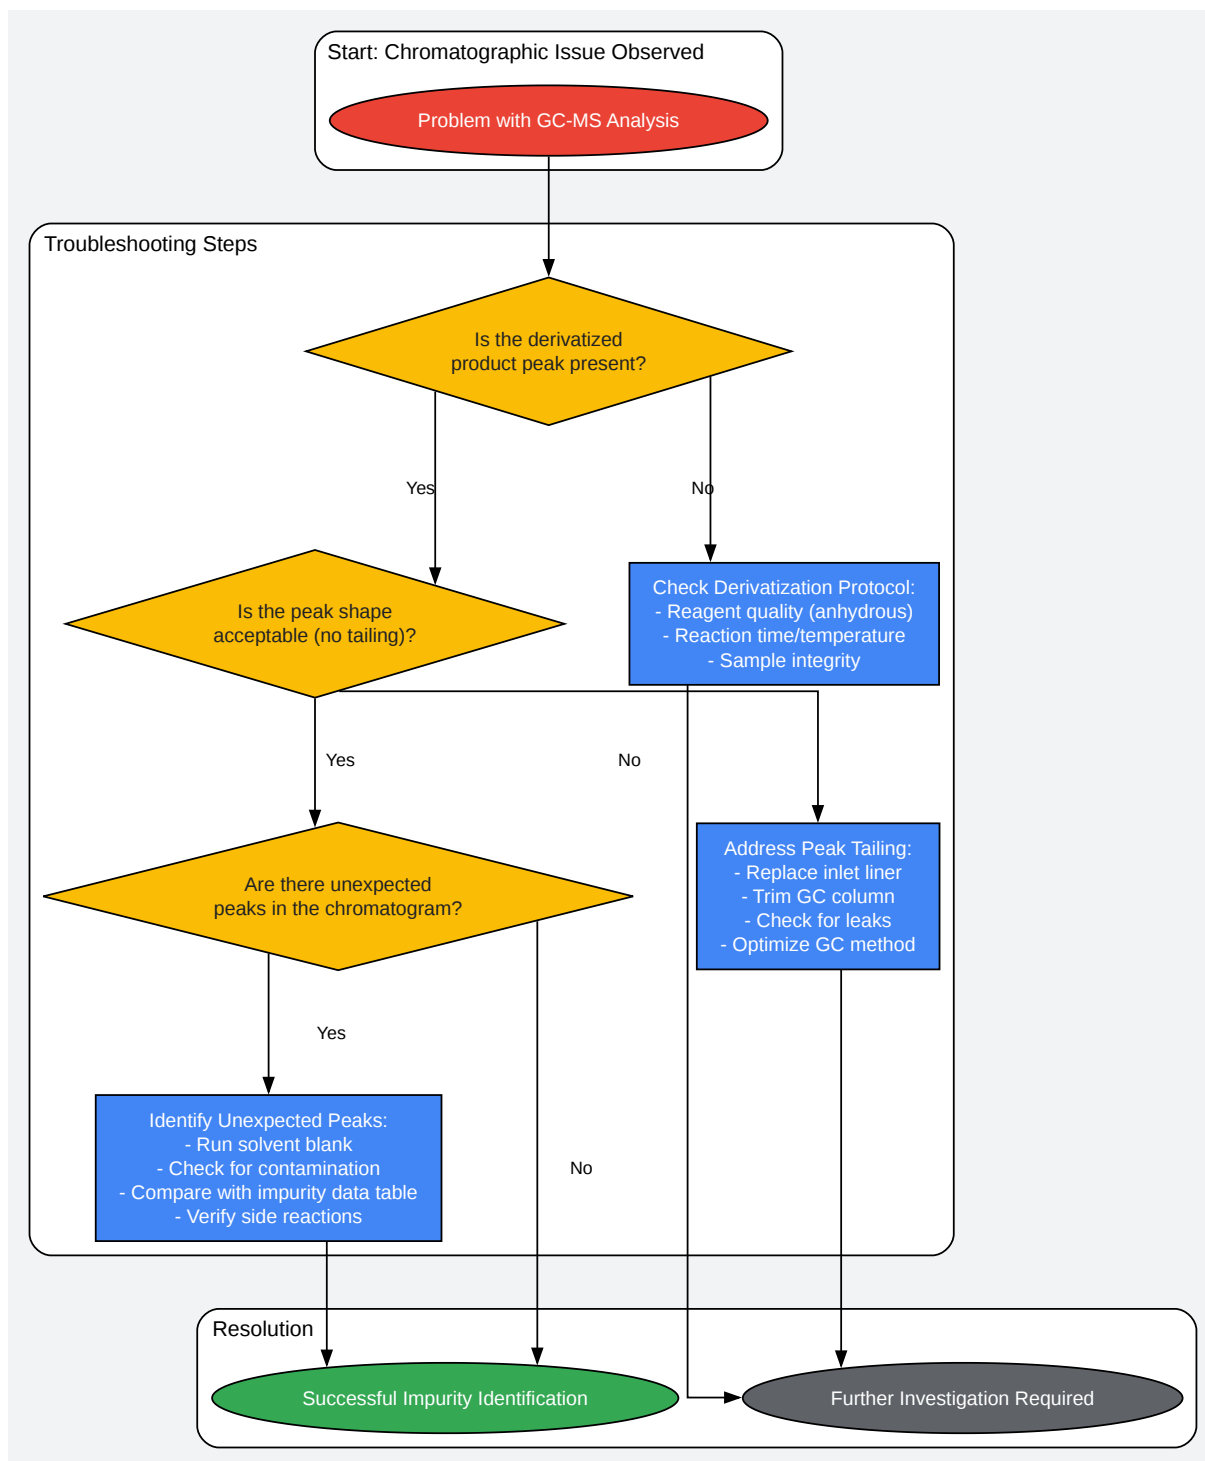 Start: Chromatographic Issue Observed
Problem with GC-MS Analysis
Troubleshooting Steps
Is the derivatized
product peak present?
Yes
No
Is the peak shape
acceptable (no tailing)?
Check Derivatization Protocol:
- Reagent quality (anhydrous)
- Reaction time/temperature
- Sample integrity
Yes
No
Are there unexpected
peaks in the chromatogram?
Address Peak Tailing:
- Replace inlet liner
- Trim GC column
- Check for leaks
- Optimize GC method
Yes
Identify Unexpected Peaks:
- Run solvent blank
- Check for contamination
- Compare with impurity data table
- Verify side reactions
No
Resolution
Successful Impurity Identification
Further Investigation Required